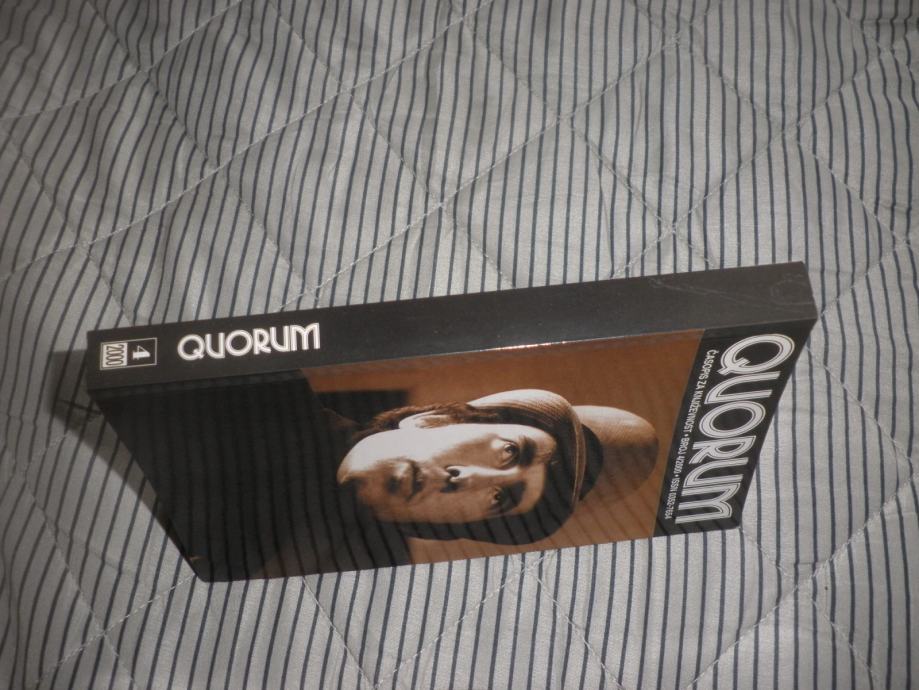 QUORUM
4
2000
QUORUM
ČASOPIS ZA KNJIŽEVNOST • BROJ 4/2000 • ISSN 0352-7654